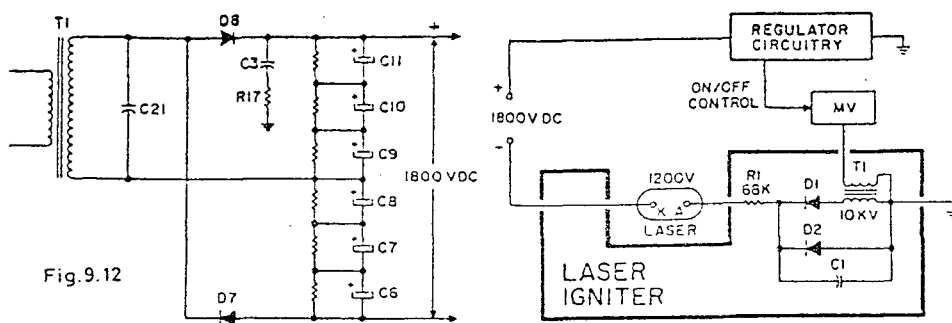 T1
D8
C3
C11
R17
C21
C10
C9
1800 VDC
C8
C7
C6
D7
Fig.9.12
REGULATOR
CIRCUITRY
ON/OFF
CONTROL
MV
+
1800V DC
-
1200V
K A
LASER
R1
68K
D1
T1
10KV
D2
C1
LASER
IGNITER